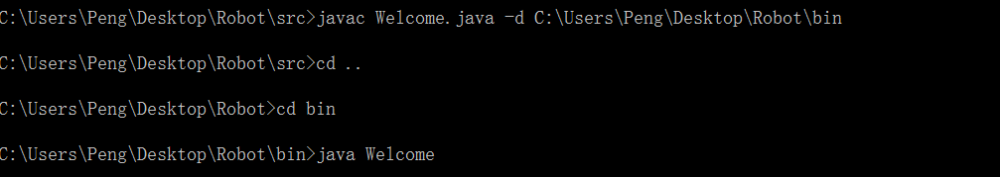 C:\Users\Peng\Desktop\Robot\src>javac Welcome.java -d C:\Users\Peng\Desktop\Robot\bin
C:\Users\Peng\Desktop\Robot\src>cd ..
C:\Users\Peng\Desktop\Robot>cd bin
C:\Users\Peng\Desktop\Robot\bin>java Welcome